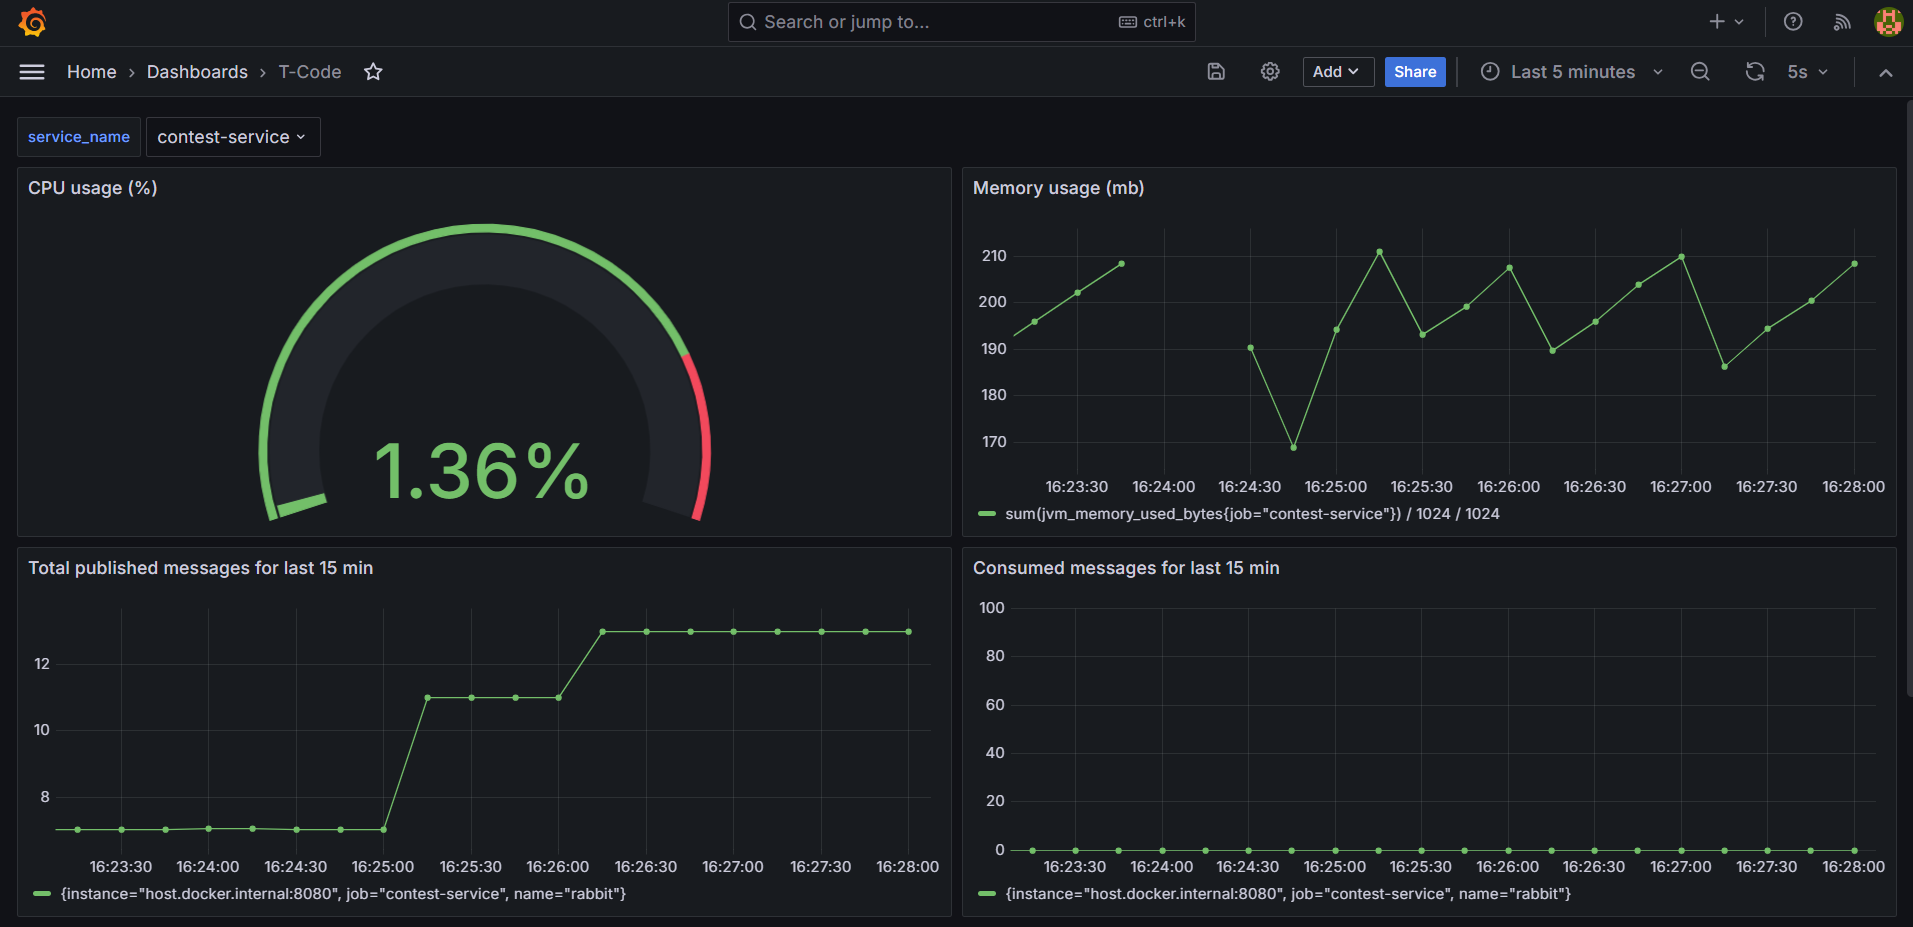 Search or jump to... ctrl+k
Home › Dashboards › T-Code Add Share Last 5 minutes 5s
service_name contest-service
CPU usage (%)
1.36%
Memory usage (mb)
210
200
190
180
170
16:23:30 16:24:00 16:24:30 16:25:00 16:25:30 16:26:00 16:26:30 16:27:00 16:27:30 16:28:00
sum(jvm_memory_used_bytes{job="contest-service"}) / 1024 / 1024
Total published messages for last 15 min
12
10
8
16:23:30 16:24:00 16:24:30 16:25:00 16:25:30 16:26:00 16:26:30 16:27:00 16:27:30 16:28:00
{instance="host.docker.internal:8080", job="contest-service", name="rabbit"}
Consumed messages for last 15 min
100
80
60
40
20
0
16:23:30 16:24:00 16:24:30 16:25:00 16:25:30 16:26:00 16:26:30 16:27:00 16:27:30 16:28:00
{instance="host.docker.internal:8080", job="contest-service", name="rabbit"}